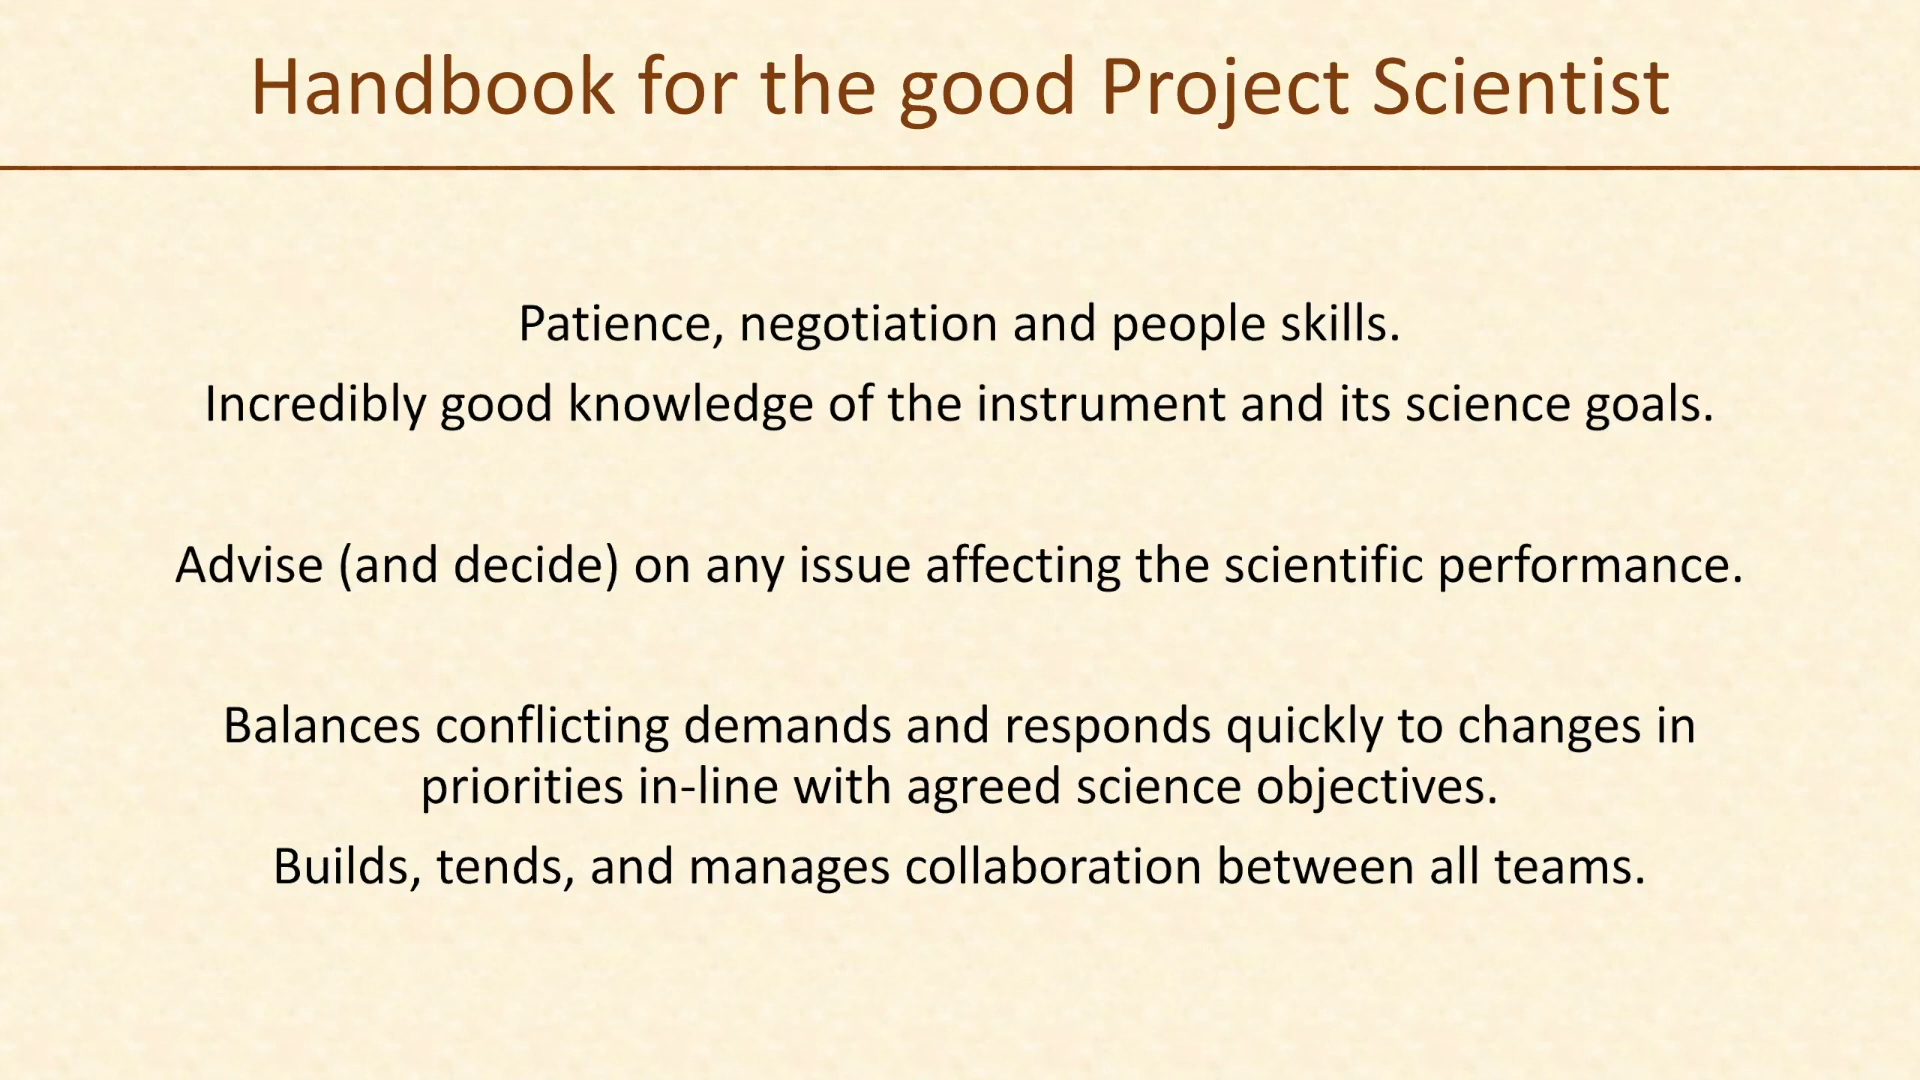 Handbook for the good Project Scientist
Patience, negotiation and people skills.
Incredibly good knowledge of the instrument and its science goals.
Advise (and decide) on any issue affecting the scientific performance.
Balances conflicting demands and responds quickly to changes in
priorities in-line with agreed science objectives.
Builds, tends, and manages collaboration between all teams.